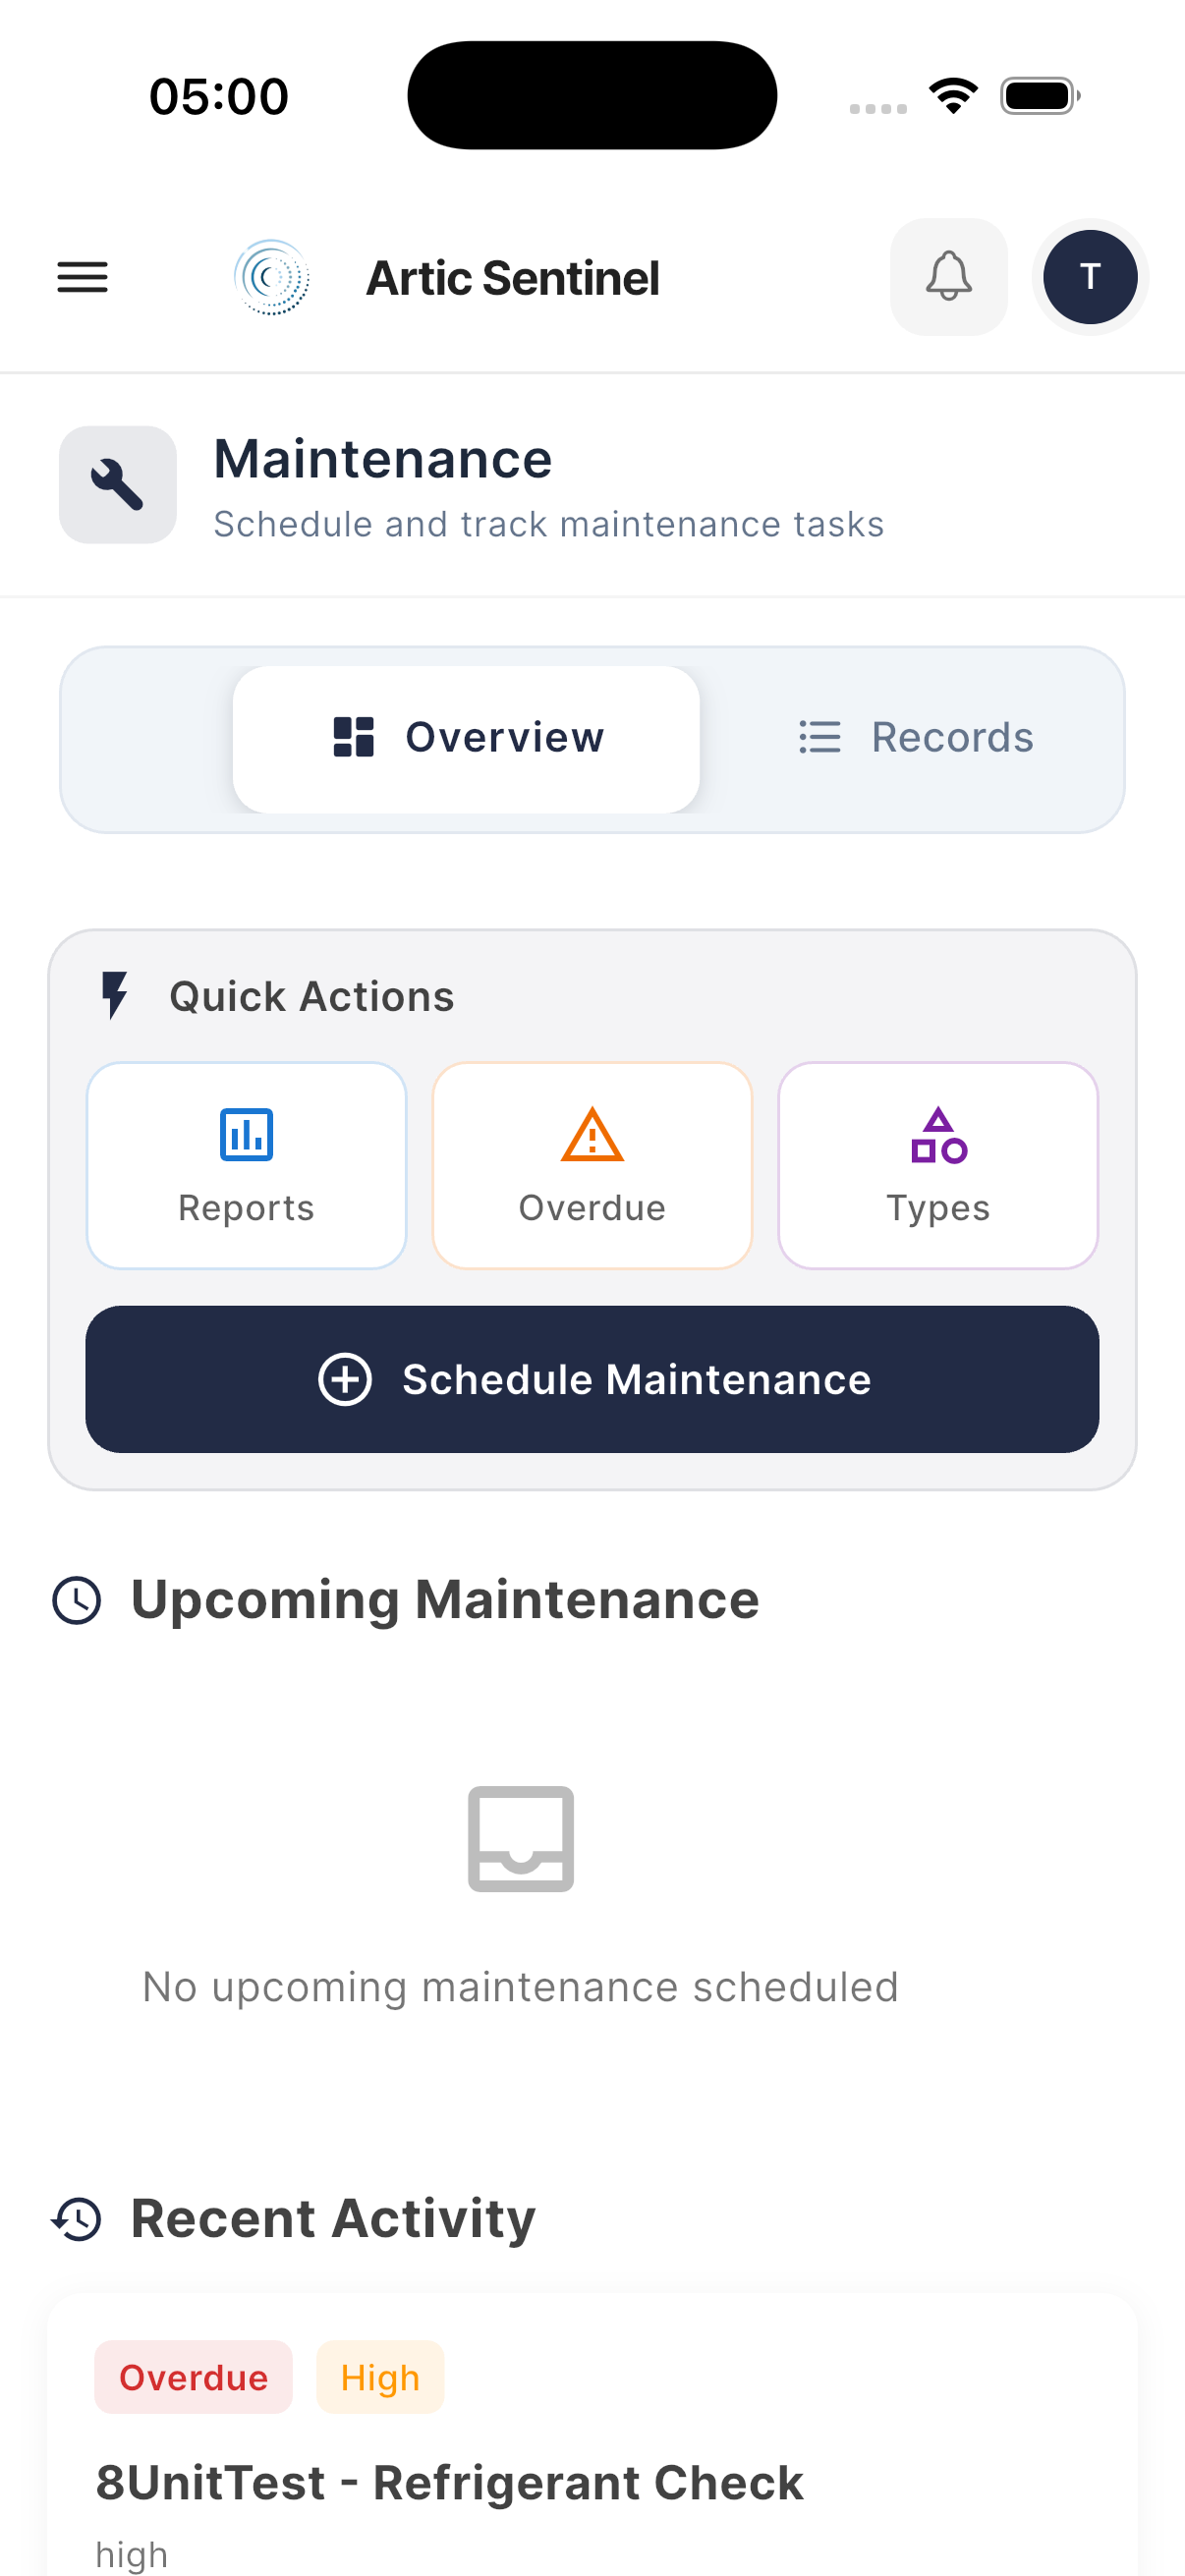 05:00
Artic Sentinel
T
Maintenance
Schedule and track maintenance tasks
Overview
Records
Quick Actions
Reports
Overdue
Types
Schedule Maintenance
Upcoming Maintenance
No upcoming maintenance scheduled
Recent Activity
Overdue
High
8UnitTest - Refrigerant Check
high